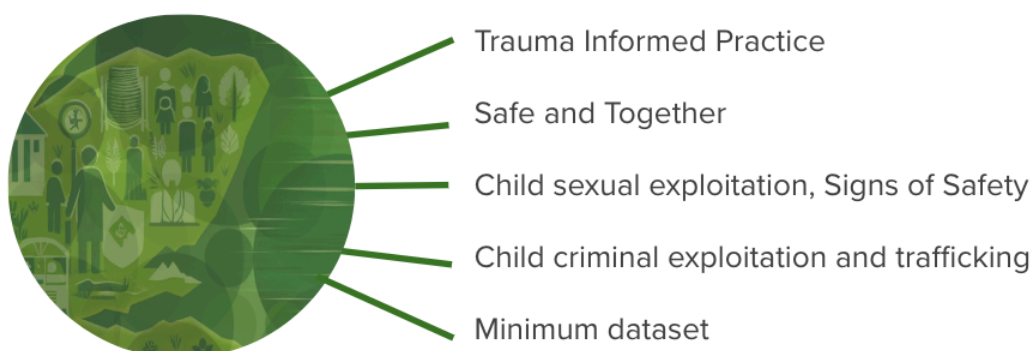 Trauma Informed Practice
Safe and Together
Child sexual exploitation, Signs of Safety
Child criminal exploitation and trafficking
Minimum dataset